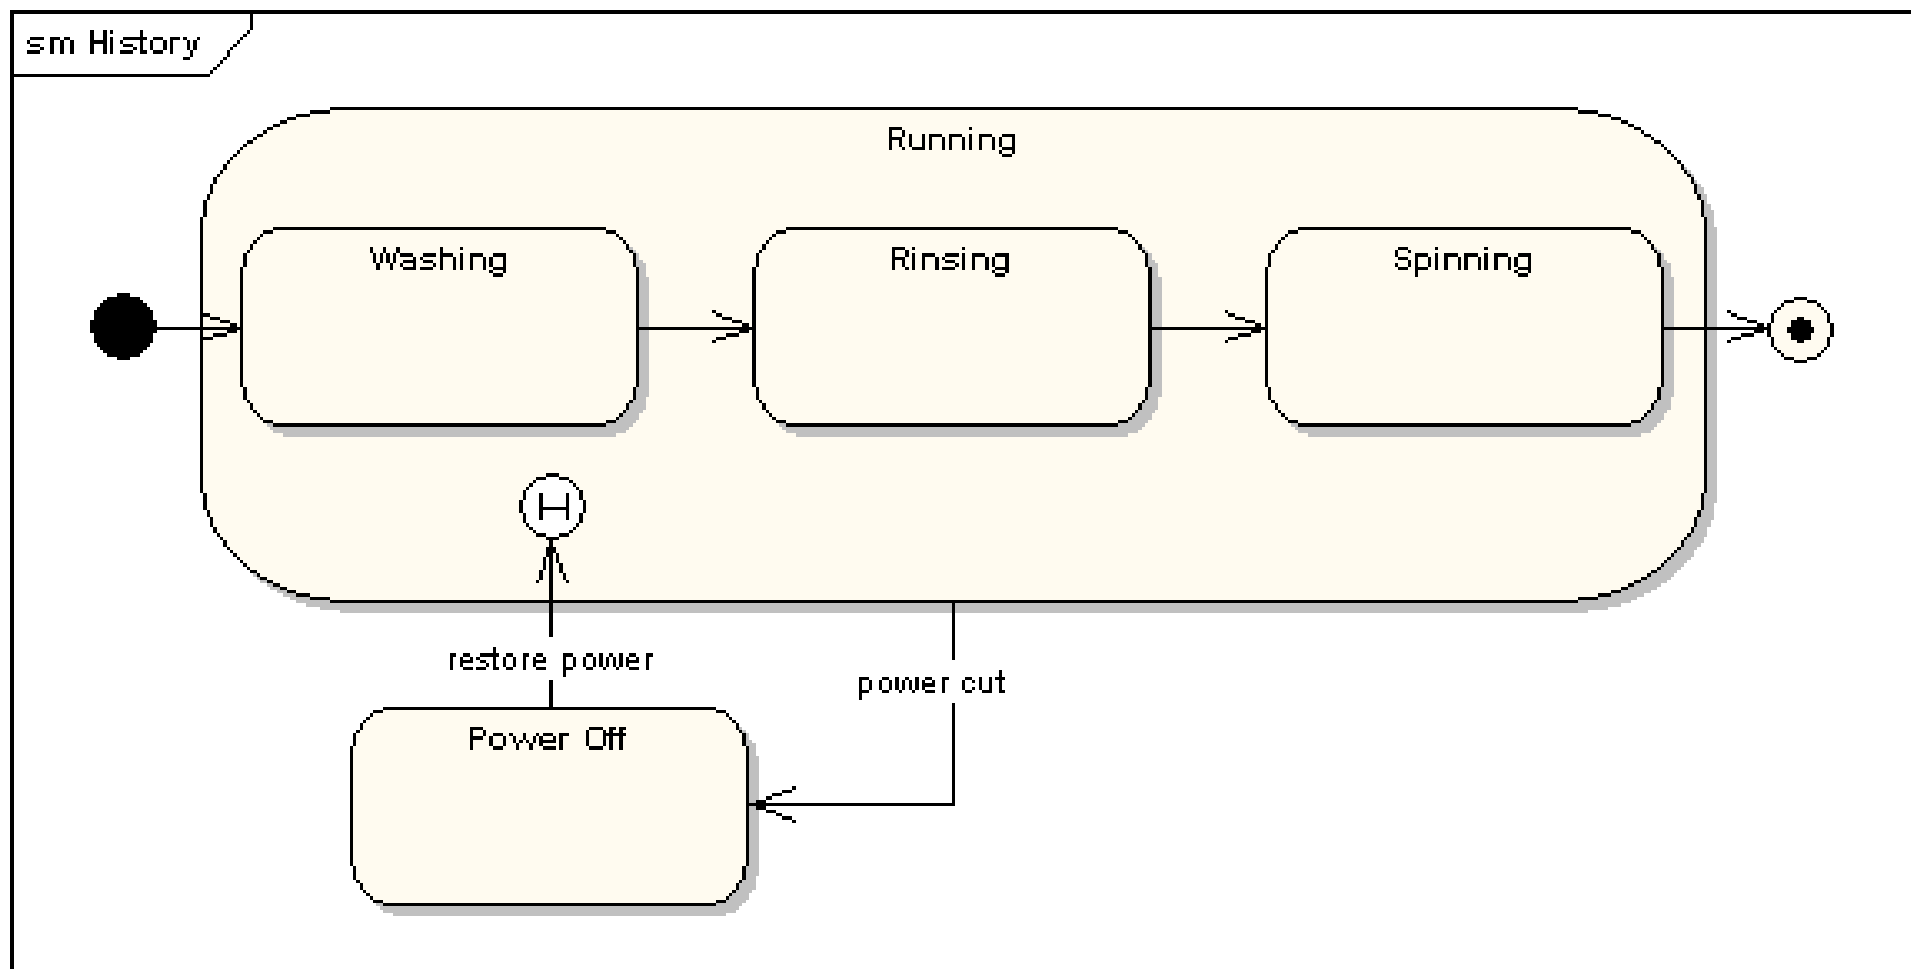 sm History
Running
Washing
Rinsing
Spinning
H
restore power
power cut
Power Off